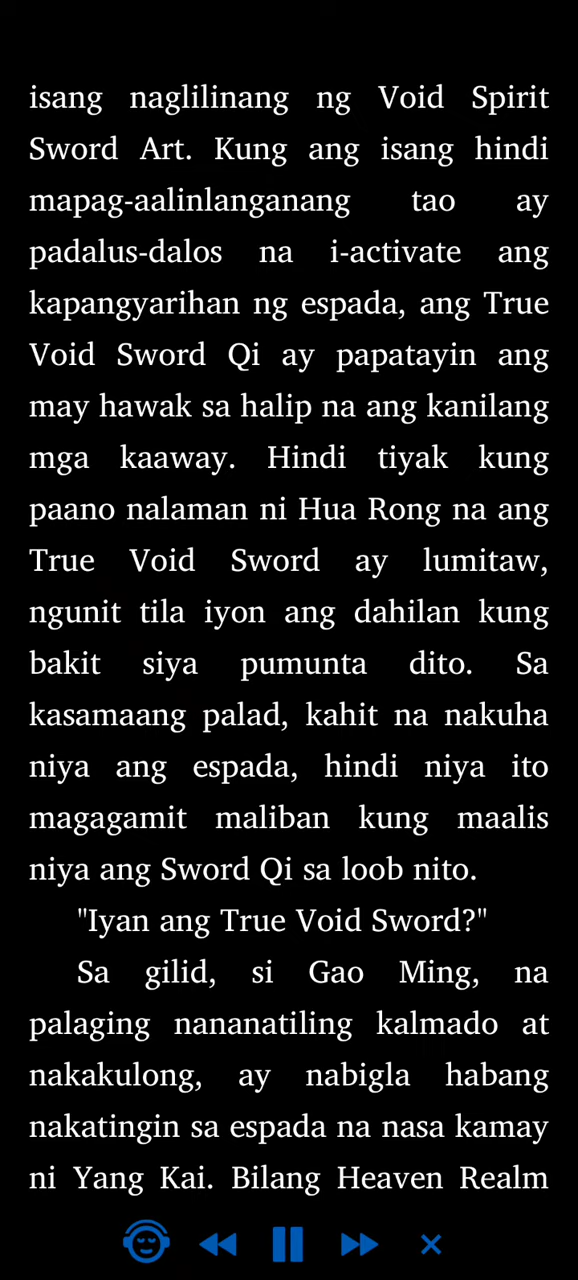 isang naglilinang ng Void Spirit
Sword Art. Kung ang isang hindi
mapag-aalinlanganang tao ay
padalus-dalos na i-activate ang
kapangyarihan ng espada, ang True
Void Sword Qi ay papatayin ang
may hawak sa halip na ang kanilang
mga kaaway. Hindi tiyak kung
paano nalaman ni Hua Rong na ang
True Void Sword ay lumitaw,
ngunit tila iyon ang dahilan kung
bakit siya pumunta dito. Sa
kasamaang palad, kahit na nakuha
niya ang espada, hindi niya ito
magagamit maliban kung maalis
niya ang Sword Qi sa loob nito.
"Iyan ang True Void Sword?"
Sa gilid, si Gao Ming, na
palaging nananatiling kalmado at
nakakulong, ay nabigla habang
nakatingin sa espada na nasa kamay
ni Yang Kai. Bilang Heaven Realm